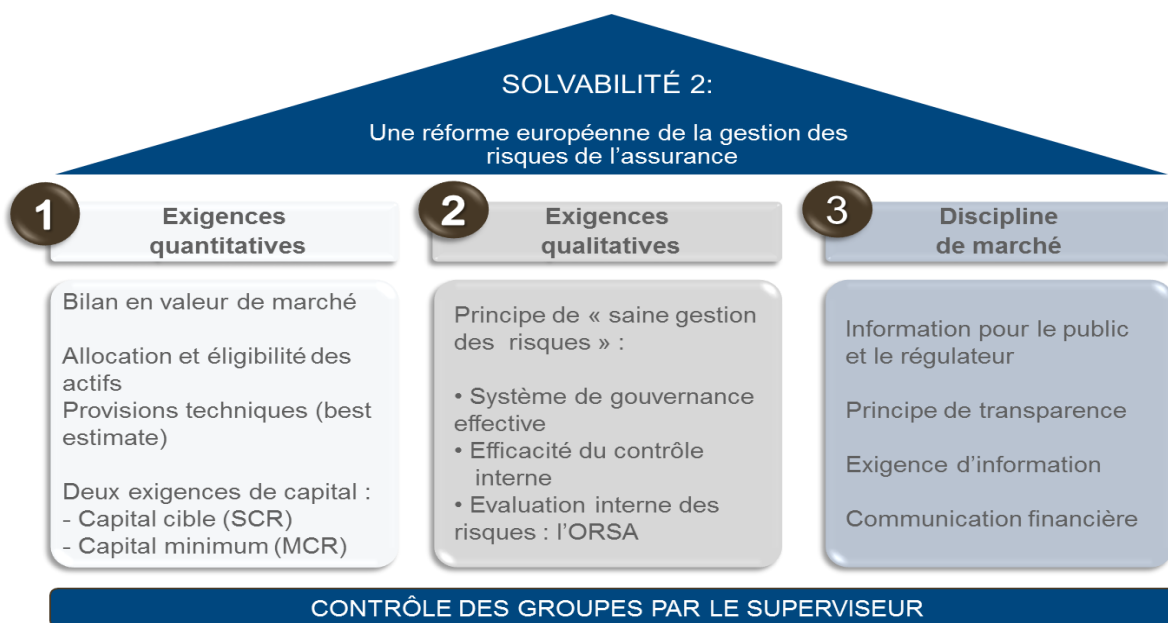 SOLVABILITÉ 2:
Une réforme européenne de la gestion des
risques de l’assurance
1
Exigences
quantitatives
Bilan en valeur de marché
Allocation et éligibilité des
actifs
Provisions techniques (best
estimate)
Deux exigences de capital :
- Capital cible (SCR)
- Capital minimum (MCR)
2
Exigences
qualitatives
Principe de « saine gestion
des risques » :
• Système de gouvernance
effective
• Efficacité du contrôle
interne
• Evaluation interne des
risques : l’ORSA
3
Discipline
de marché
Information pour le public
et le régulateur
Principe de transparence
Exigence d’information
Communication financière
CONTRÔLE DES GROUPES PAR LE SUPERVISEUR